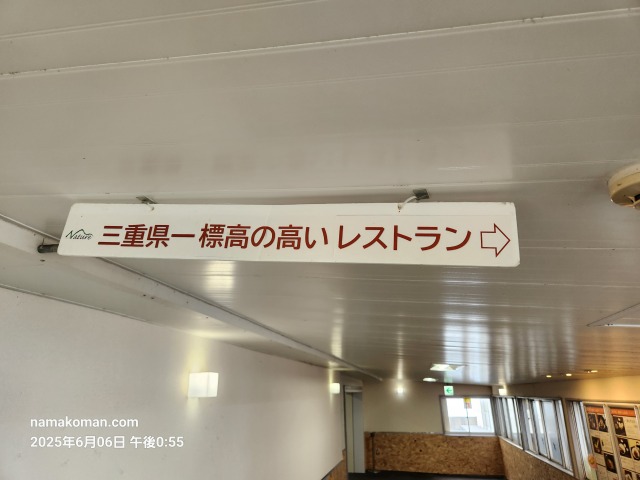 Nature 三重県一 標高の高い レストラン
namakoman.com
2025年6月06日 午後0:55